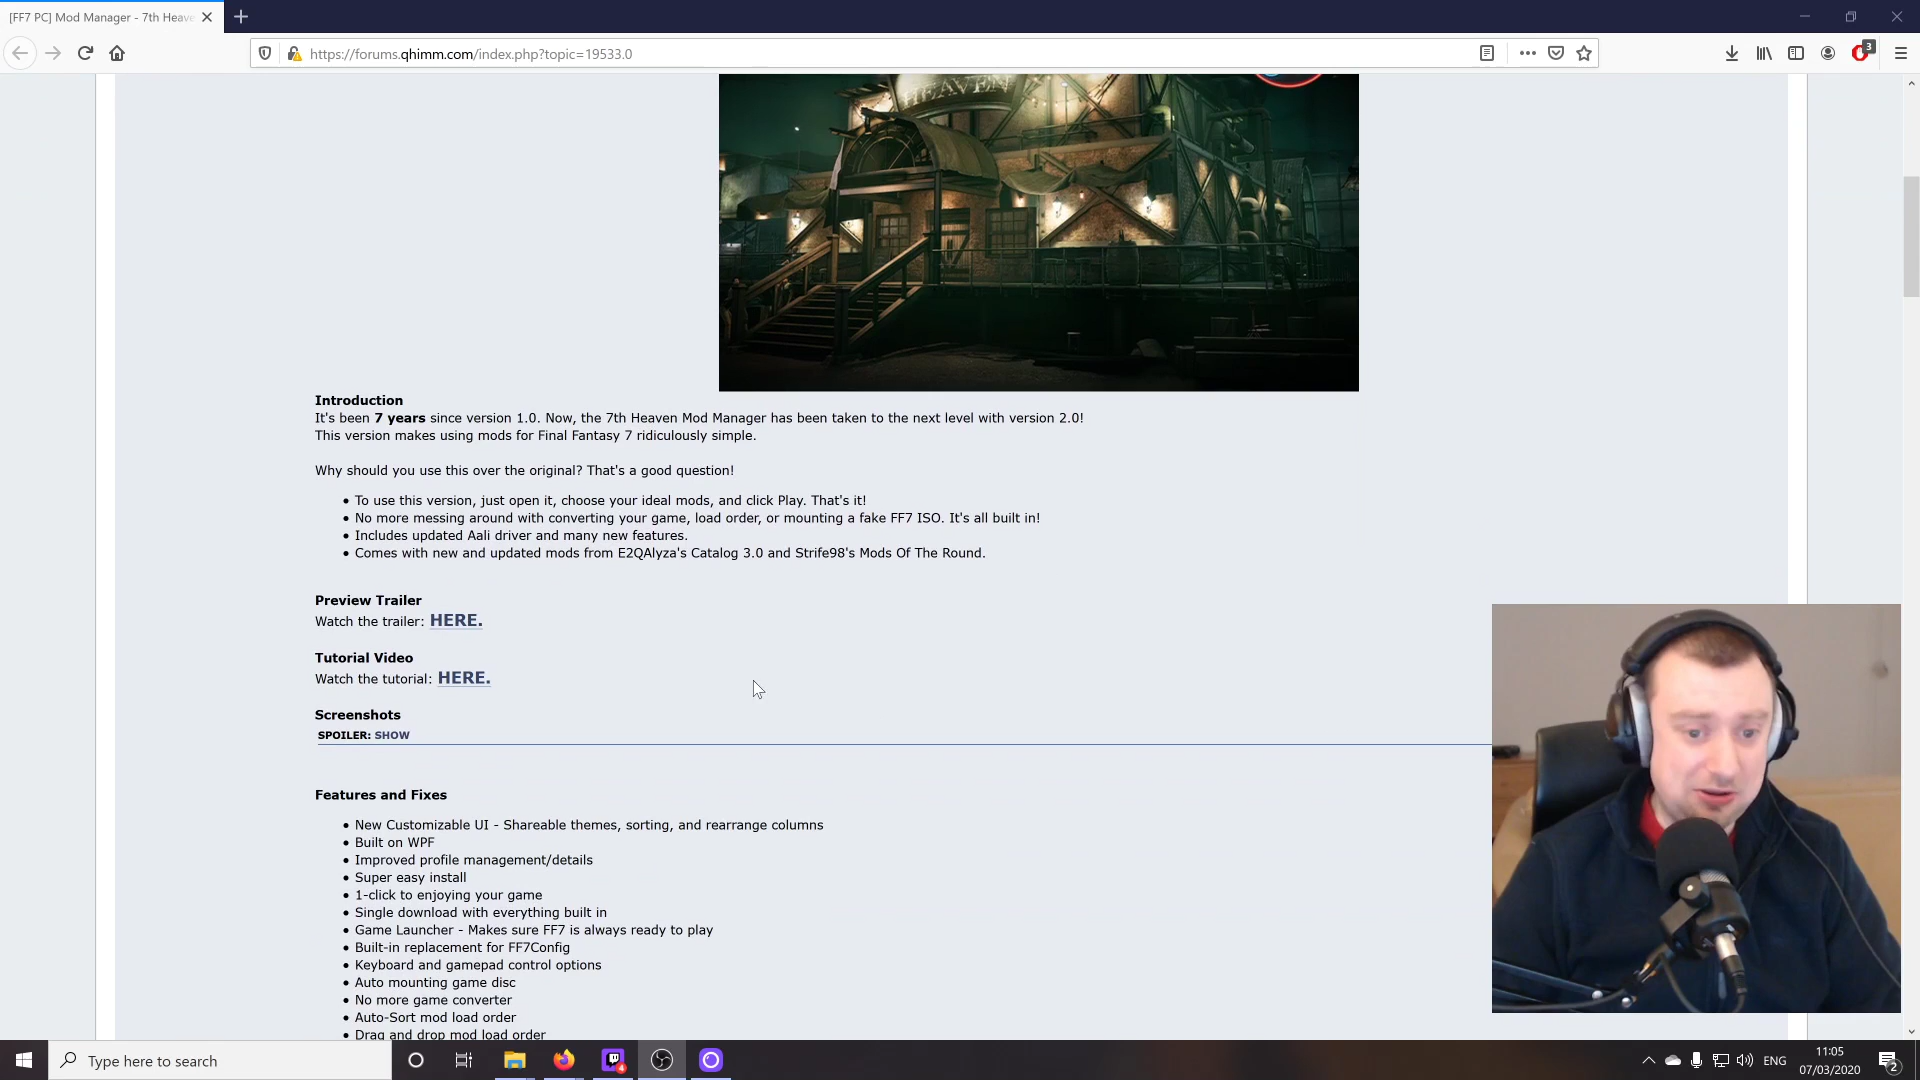 [FF7 PC] Mod Manager - 7th Heave
https://forums.qhimm.com/index.php?topic=19533.0
3
HEAVEN
Introduction
It's been 7 years since version 1.0. Now, the 7th Heaven Mod Manager has been taken to the next level with version 2.0!
This version makes using mods for Final Fantasy 7 ridiculously simple.
Why should you use this over the original? That's a good question!
• To use this version, just open it, choose your ideal mods, and click Play. That's it!
• No more messing around with converting your game, load order, or mounting a fake FF7 ISO. It's all built in!
• Includes updated Aali driver and many new features.
• Comes with new and updated mods from E2QAlyza's Catalog 3.0 and Strife98's Mods Of The Round.
Preview Trailer
Watch the trailer: HERE.
Tutorial Video
Watch the tutorial: HERE.
Screenshots
SPOILER: SHOW
Features and Fixes
• New Customizable UI - Shareable themes, sorting, and rearrange columns
• Built on WPF
• Improved profile management/details
• Super easy install
• 1-click to enjoying your game
• Single download with everything built in
• Game Launcher - Makes sure FF7 is always ready to play
• Built-in replacement for FF7Config
• Keyboard and gamepad control options
• Auto mounting game disc
• No more game converter
• Auto-Sort mod load order
• Drag and drop mod load order
Type here to search
4
ENG
11:05
07/03/2020
2